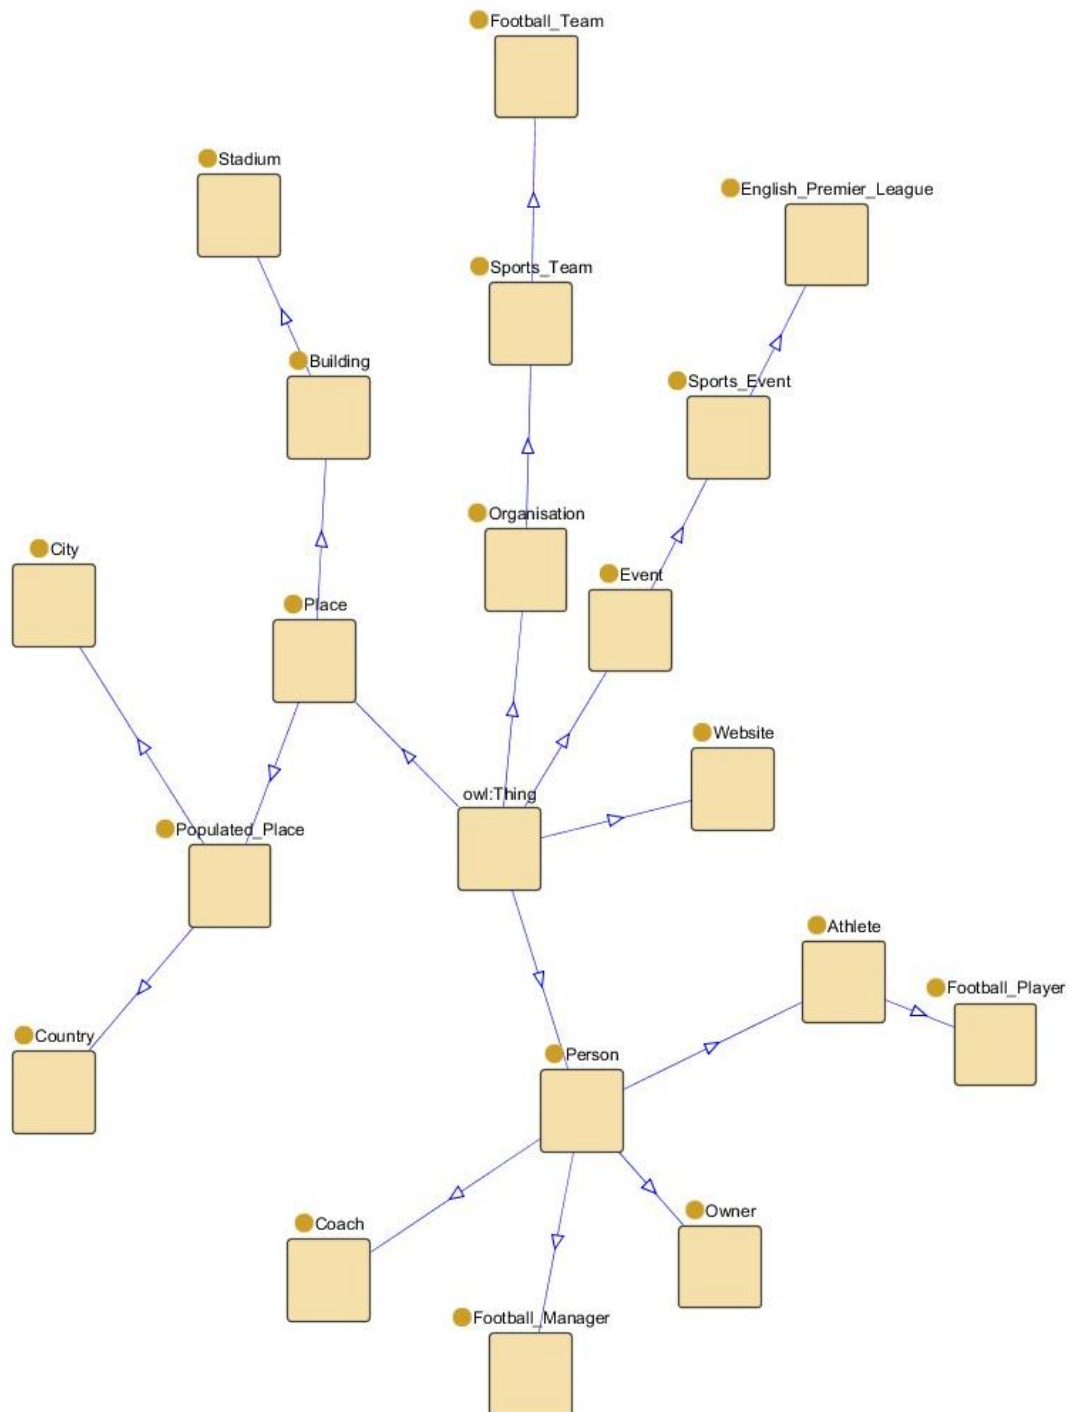 Football_Team
Stadium
English_Premier_League
Sports_Team
Building
Sports_Event
Organisation
City
Event
Place
Website
owl:Thing
Populated_Place
Athlete
Football_Player
Country
Person
Owner
Coach
Football_Manager